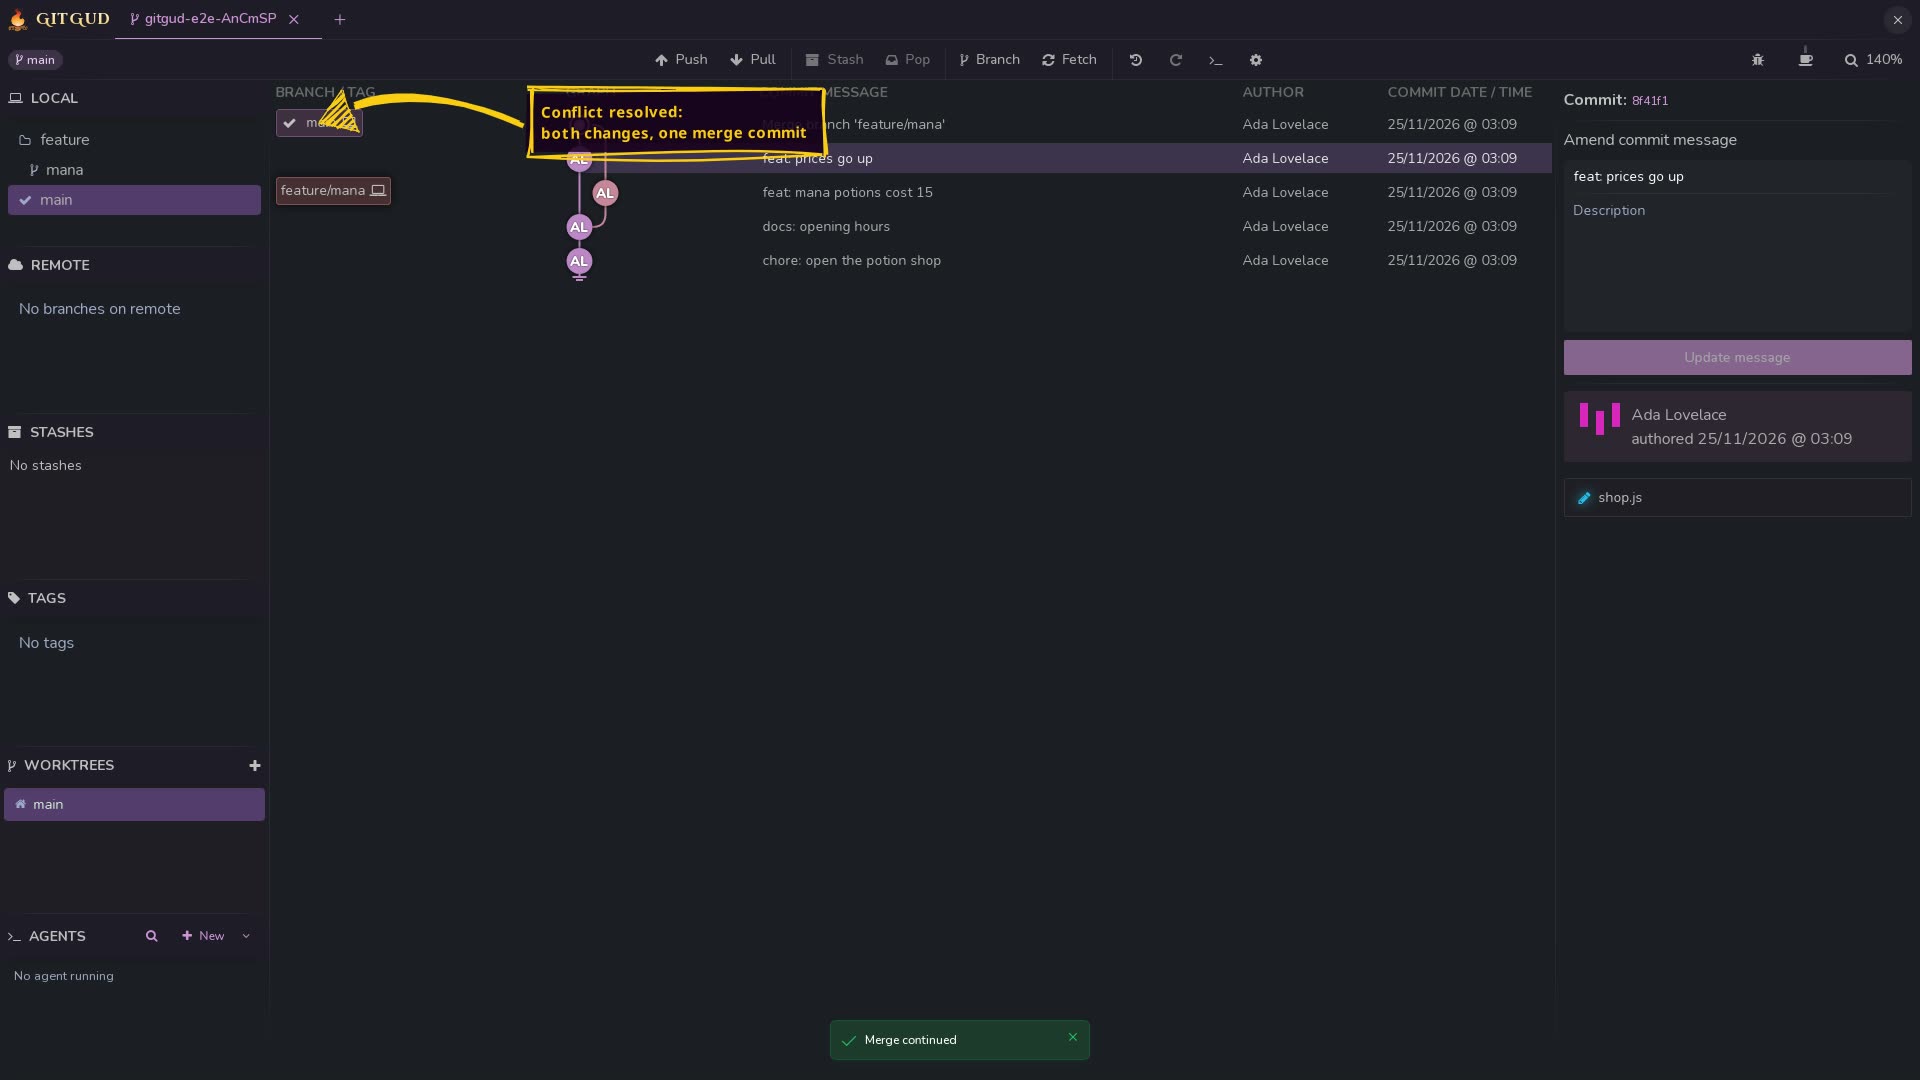 GITGUD
gitgud-e2e-AnCmSP
main
Push
Pull
Stash
Pop
Branch
Fetch
140%
LOCAL
feature
mana
main
REMOTE
No branches on remote
STASHES
No stashes
TAGS
No tags
WORKTREES
main
AGENTS
New
No agent running
BRANCH / TAG
MESSAGE
AUTHOR
COMMIT DATE / TIME
Conflict resolved:
both changes, one merge commit
branch 'feature/mana'
Ada Lovelace
25/11/2026 @ 03:09
AL
feat: prices go up
Ada Lovelace
25/11/2026 @ 03:09
feature/mana
AL
feat: mana potions cost 15
Ada Lovelace
25/11/2026 @ 03:09
AL
docs: opening hours
Ada Lovelace
25/11/2026 @ 03:09
AL
chore: open the potion shop
Ada Lovelace
25/11/2026 @ 03:09
Commit: 8f41f1
Amend commit message
feat: prices go up
Description
Update message
Ada Lovelace
authored 25/11/2026 @ 03:09
shop.js
Merge continued